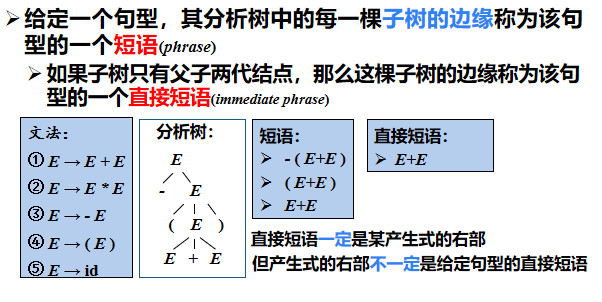 ➢给定一个句型，其分析树中的每一棵子树的边缘称为该句
型的一个短语(phrase)
➢如果子树只有父子两代结点，那么这棵子树的边缘称为该句
型的一个直接短语(immediate phrase)
文法：
① E → E + E
② E → E * E
③ E → - E
④ E → ( E )
⑤ E → id
分析树：
E
- E
( E )
E + E
短语：
➢ - ( E+E )
➢ ( E+E )
➢ E+E
直接短语：
➢ E+E
直接短语一定是某产生式的右部
但产生式的右部不一定是给定句型的直接短语